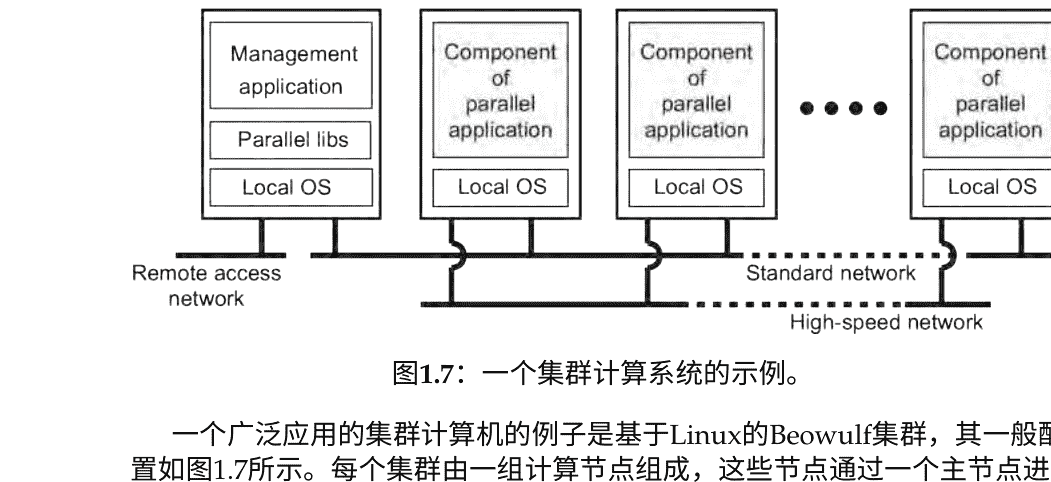 Management
application
Parallel libs
Local OS
Component
of
parallel
application
Local OS
Component
of
parallel
application
Local OS
Component
of
parallel
application
Local OS
Remote access
network
Standard network
High-speed network
图1.7：一个集群计算系统的示例。
一个广泛应用的集群计算机的例子是基于Linux的Beowulf集群，其一般配
置如图1.7所示。每个集群由一组计算节点组成，这些节点通过一个主节点进